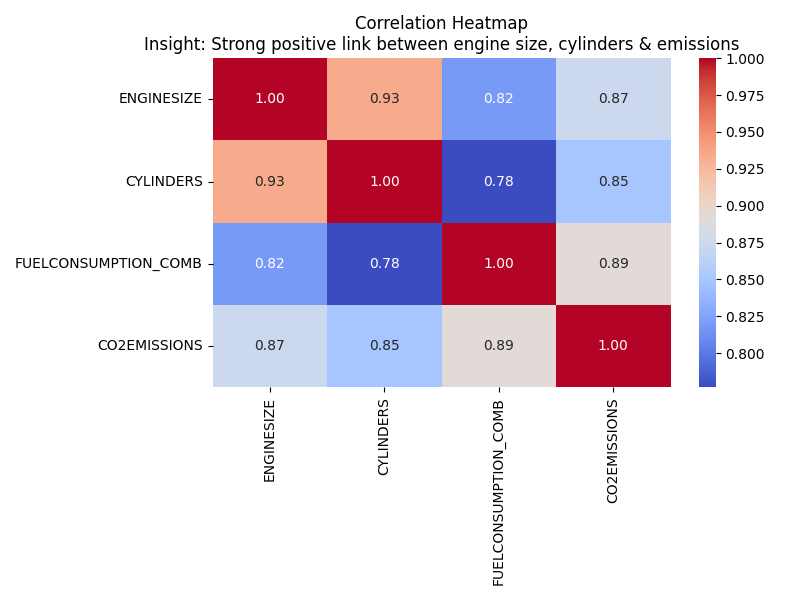 Correlation Heatmap
Insight: Strong positive link between engine size, cylinders & emissions
ENGINESIZE 1.00 0.93 0.82 0.87
CYLINDERS 0.93 1.00 0.78 0.85
FUELCONSUMPTION_COMB 0.82 0.78 1.00 0.89
CO2EMISSIONS 0.87 0.85 0.89 1.00
ENGINESIZE
CYLINDERS
FUELCONSUMPTION_COMB
CO2EMISSIONS
1.000
0.975
0.950
0.925
0.900
0.875
0.850
0.825
0.800